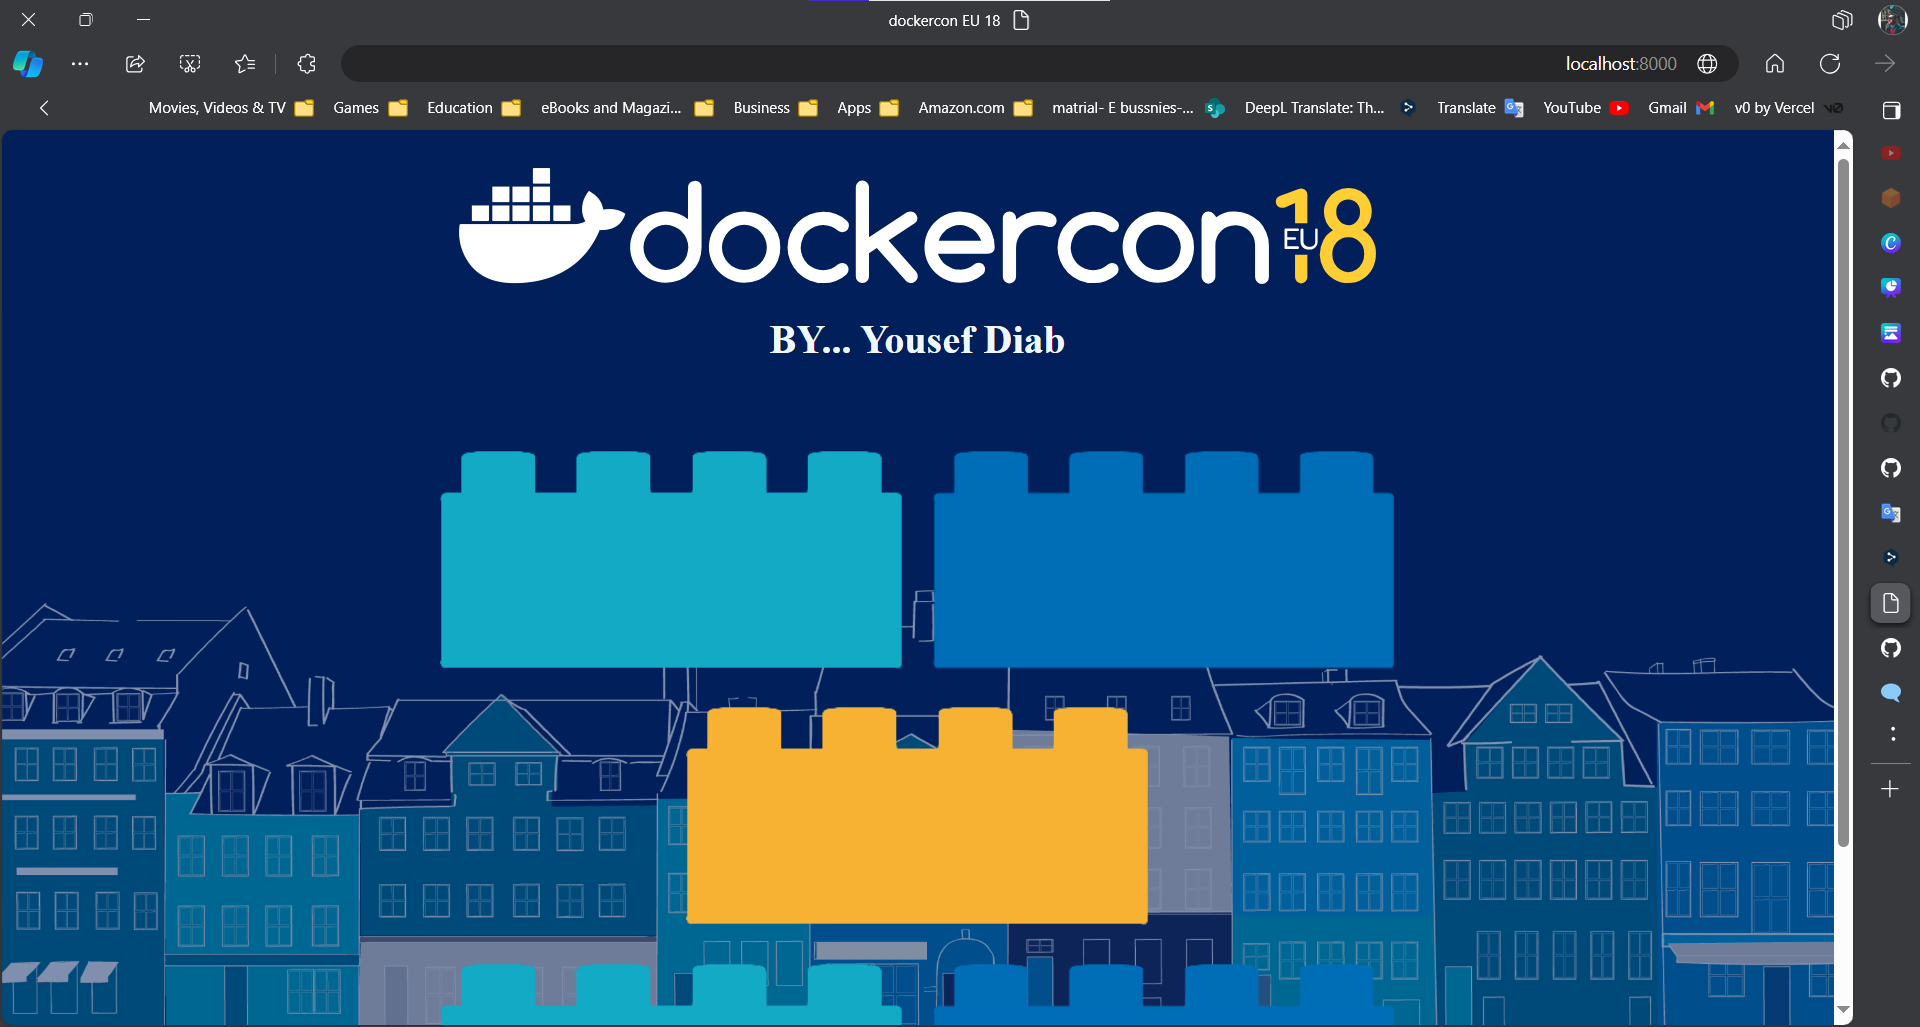 dockercon EU 18
localhost:8000
Movies, Videos & TV
Games
Education
eBooks and Magazi...
Business
Apps
Amazon.com
matrial- E bussnies-...
DeepL Translate: Th...
Translate
YouTube
Gmail
v0 by Vercel
dockercon EU 18
BY... Yousef Diab